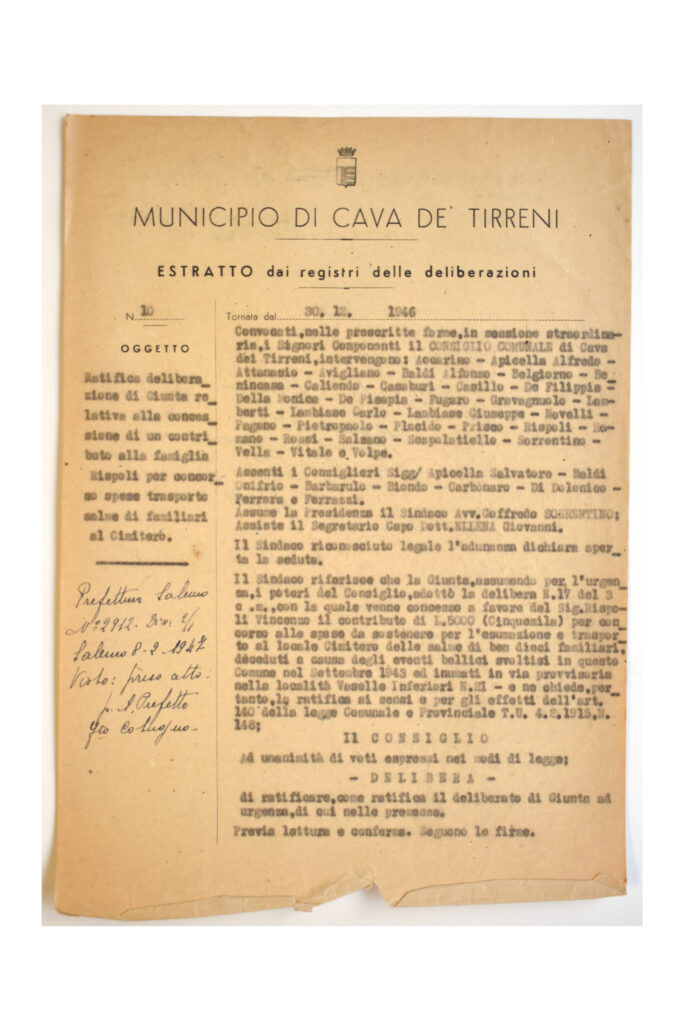 MUNICIPIO DI CAVA DE' TIRRENI
ESTRATTO dai registri delle deliberazioni
N. 10
OGGETTO
Ratifica delibera_
zione di Giunta re_
lativa alla conces_
sione di un contri_
buto alla famiglia
Rispoli per concor_
so spese trasporto
salme di familiari
al Cimitero.
Prefettura Salerno
N° 2912 - Div: 2/1
Salerno 8-2-1947
Visto: preso atto:
p. Il Prefetto
Tornata del 30. 12. 1946
Convocati,nelle prescritte forme,in sessione straordina_
ria,i Signori Componenti il CONSIGLIO COMUNALE di Cava
dei Tirreni,intervengono: Accarino - Apicella Alfredo -
Attanasio - Avigliano - Baldi Alfonso - Belgiorno - Be_
nincasa - Caliendo - Casaburi - Casillo - De Filippis -
Della Monica - De Pisapia - Fugaro - Gravagnuolo - Lam_
berti - Lambiase Carlo - Lambiase Giuseppe - Novelli -
Pagano - Pietropaolo - Placido - Prisco - Rispoli - Ro_
mano - Rossi - Salsano - Scapolatiello - Sorrentino -
Vella - Vitale e Volpe.
Assenti i Consiglieri Sigg/ Apicella Salvatore - Baldi
Onifrio - Barbarulo - Biondo - Carbonaro - Di Dolonico -
Ferrara e Ferrazzi.
Assume la Presidenza il Sindaco Avv.Goffredo SORRENTINO;
Assiste il Segretario Capo Dott.ELLENA Giovanni.
Il Sindaco riconosciuto legale l'adunanza dichiara aper_
ta la seduta.
Il Sindaco riferisce che la Giunta,assumendo per l'urgen_
za,i poteri del Consiglio,adottò la delibera N.17 del 3
c .m.,con la quale venne concesso a favore del Sig.Rispo_
li Vincenzo il contributo di L.5000 (Cinquemila) per con_
corso alle spese da sostenere per l'esumazione e traspor_
to al locale Cimitero delle salme di ben dieci familiari,
deceduti a causa degli eventi bellici svoltisi in questo
Comune nel Settembre 1943 ed inumati in via provvisoria
nella località Vaselle Inferiori N.21 - e ne chiede,per_
tanto,la ratifica ai sensi e per gli effetti dell'art.
140 della legge Comunale e Provinciale T.U. 4.2.1915,N.
148;
Il CONSIGLIO
Ad unanimità di voti espressi nei modi di legge;
- DELIBERA -
di ratificare,come ratifica il deliberato di Giunta ad
urgenza,di cui nelle premesse.
Previa lettura e conferma. Seguono le firme.